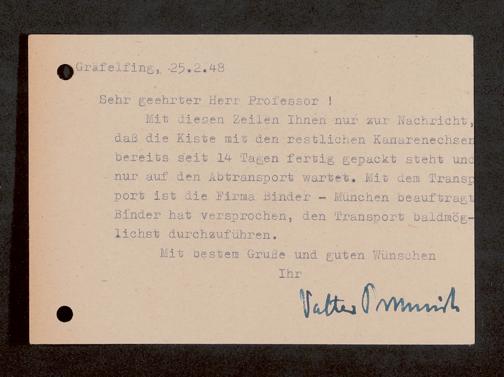 Gräfelfing, 25.2.48
Sehr geehrter Herr Professor !
Mit diesen Zeilen Ihnen nur zur Nachricht,
daß die Kiste mit den restlichen Kanarenechsen
bereits seit 14 Tagen fertig gepackt steht und
nur auf den Abtransport wartet. Mit dem Transp
port ist die Firma Binder - München beauftragt
Binder hat versprochen, den Transport baldmög-
lichst durchzuführen.
Mit bestem Gruße und guten Wünschen
Ihr
Walter